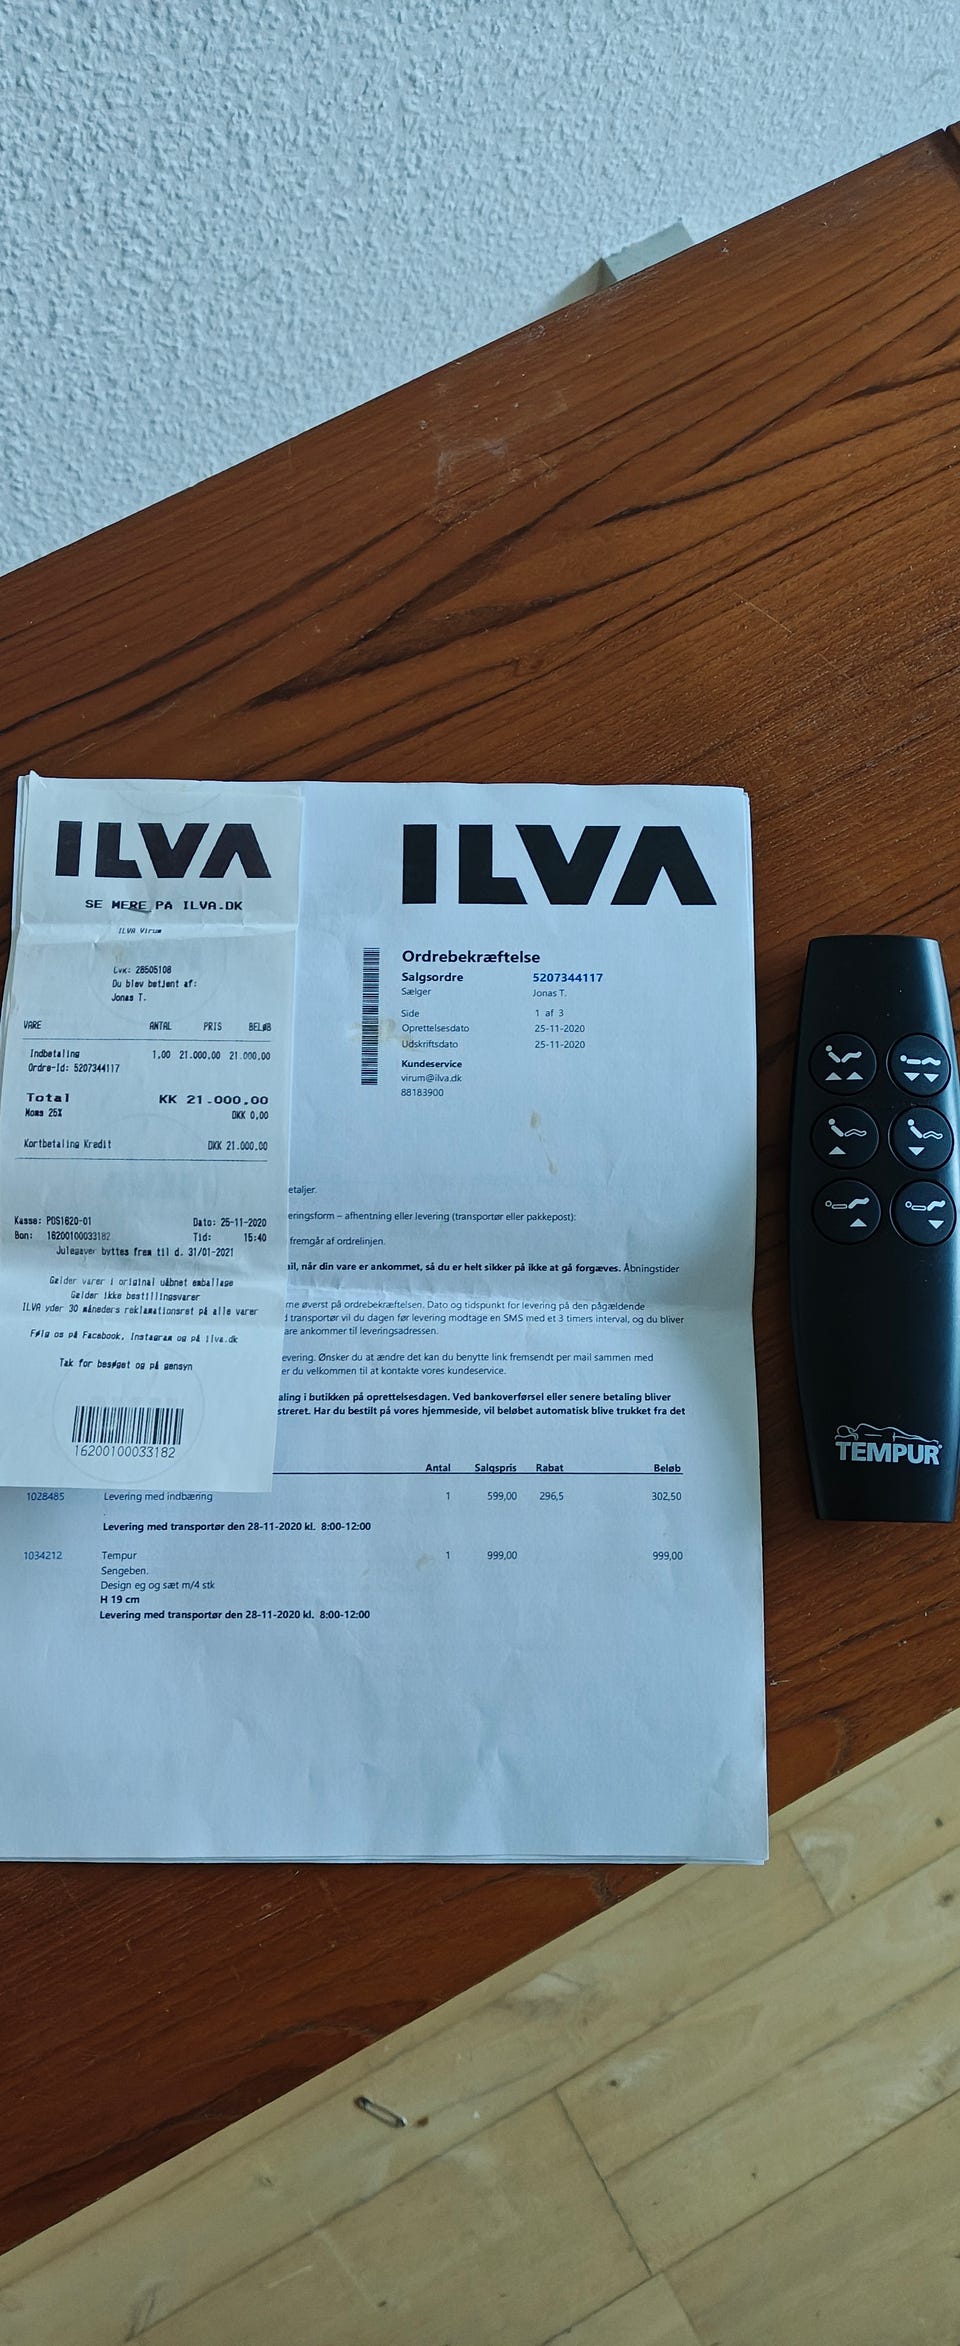 ILVA
SE MERE PA ILVA.DK
ILVA Virum
CVR: 28505108
Du blev betjent af:
Jonas T.
VARE ANTAL PRIS BELØB
Indbetaling 1,00 21.000,00 21.000,00
Ordre-Id: 5207344117
Total KK 21.000,00
Moms 25% DKK 0,00
Kortbetaling Kredit DKK 21.000,00
Kasse: POS1620-01 Dato: 25-11-2020
Bon: 16200100033182 Tid: 15:40
Julegaver byttes frem til d. 31/01-2021
Gælder varer i original uåbnet emballage
Gælder ikke bestillingsvarer
ILVA yder 30 måneders reklamationsret på alle varer
Følg os på Facebook, Instagram og på ilva.dk
Tak for besøget og på gensyn
16200100033182
ILVA
Ordrebekræftelse
Salgsordre 5207344117
Sælger Jonas T.
Side 1 af 3
Oprettelsesdato 25-11-2020
Udskriftsdato 25-11-2020
Kundeservice
virum@ilva.dk
88183900
etaljer.
eringsform – afhentning eller levering (transportør eller pakkepost):
fremgår af ordrelinjen.
ail, når din vare er ankommet, så du er helt sikker på ikke at gå forgæves. Åbningstider
rne øverst på ordrebekræftelsen. Dato og tidspunkt for levering på den pågældende
d transportør vil du dagen før levering modtage en SMS med et 3 timers interval, og du bliver
are ankommer til leveringsadressen.
evering. Ønsker du at ændre det kan du benytte link fremsendt per mail sammen med
er du velkommen til at kontakte vores kundeservice.
aling i butikken på oprettelsesdagen. Ved bankoverførsel eller senere betaling bliver
streret. Har du bestilt på vores hjemmeside, vil beløbet automatisk blive trukket fra det
Antal Salgspris Rabat Beløb
1028485 Levering med indbæring 1 599,00 296,5 302,50
.
Levering med transportør den 28-11-2020 kl. 8:00-12:00
1034212 Tempur 1 999,00 999,00
Sengeben.
Design eg og sæt m/4 stk
H 19 cm
Levering med transportør den 28-11-2020 kl. 8:00-12:00
TEMPUR